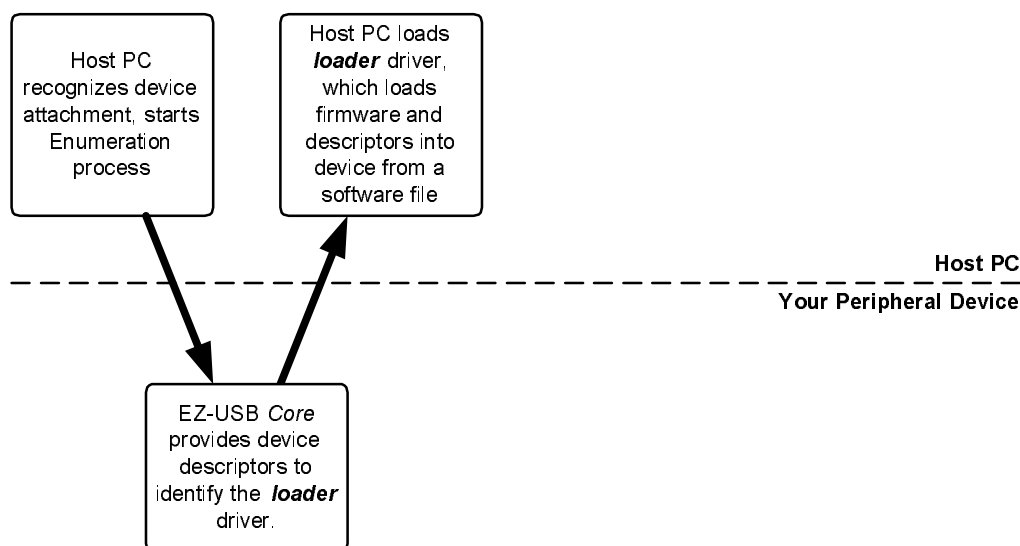 Host PC
recognizes device
attachment, starts
Enumeration
process
Host PC loads
loader driver,
which loads
firmware and
descriptors into
device from a
software file
Host PC
Your Peripheral Device
EZ-USB Core
provides device
descriptors to
identify the loader
driver.